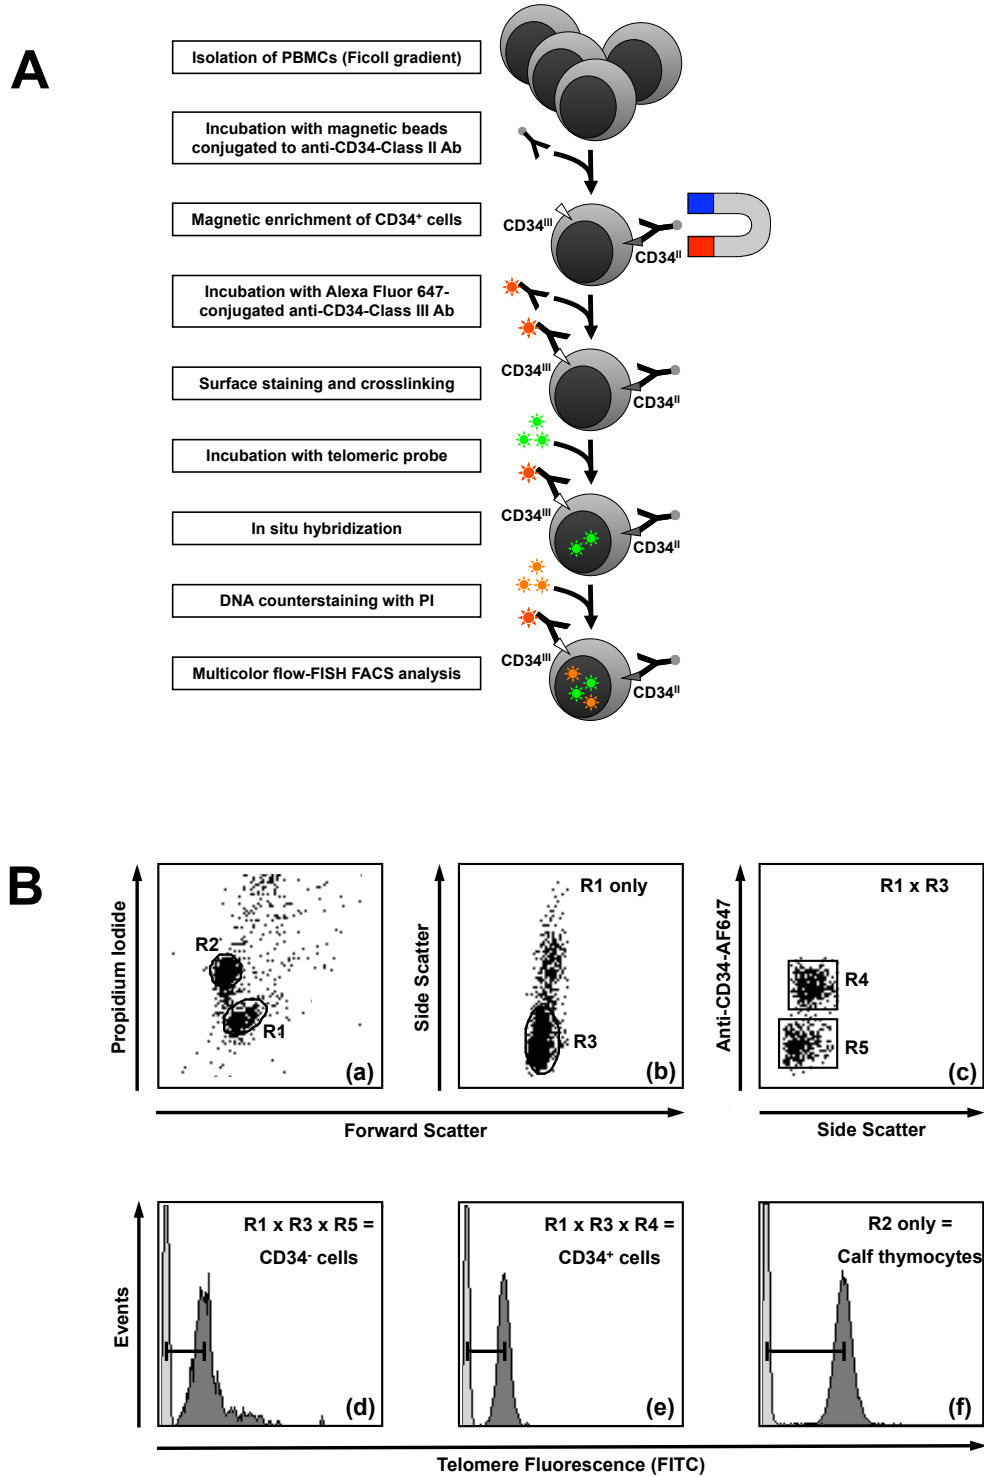 A
Isolation of PBMCs (Ficoll gradient)
Incubation with magnetic beads
conjugated to anti-CD34-Class II Ab
Magnetic enrichment of CD34⁺ cells
CD34ᴵᴵᴵ
CD34ᴵᴵ
Incubation with Alexa Fluor 647-
conjugated anti-CD34-Class III Ab
Surface staining and crosslinking
CD34ᴵᴵᴵ
CD34ᴵᴵ
Incubation with telomeric probe
In situ hybridization
CD34ᴵᴵᴵ
CD34ᴵᴵ
DNA counterstaining with PI
Multicolor flow-FISH FACS analysis
CD34ᴵᴵᴵ
CD34ᴵᴵ
B
Propidium Iodide
R2
R1
(a)
Side Scatter
R1 only
R3
(b)
Forward Scatter
Anti-CD34-AF647
R1 x R3
R4
R5
(c)
Side Scatter
Events
R1 x R3 x R5 =
CD34⁻ cells
(d)
R1 x R3 x R4 =
CD34⁺ cells
(e)
R2 only =
Calf thymocytes
(f)
Telomere Fluorescence (FITC)